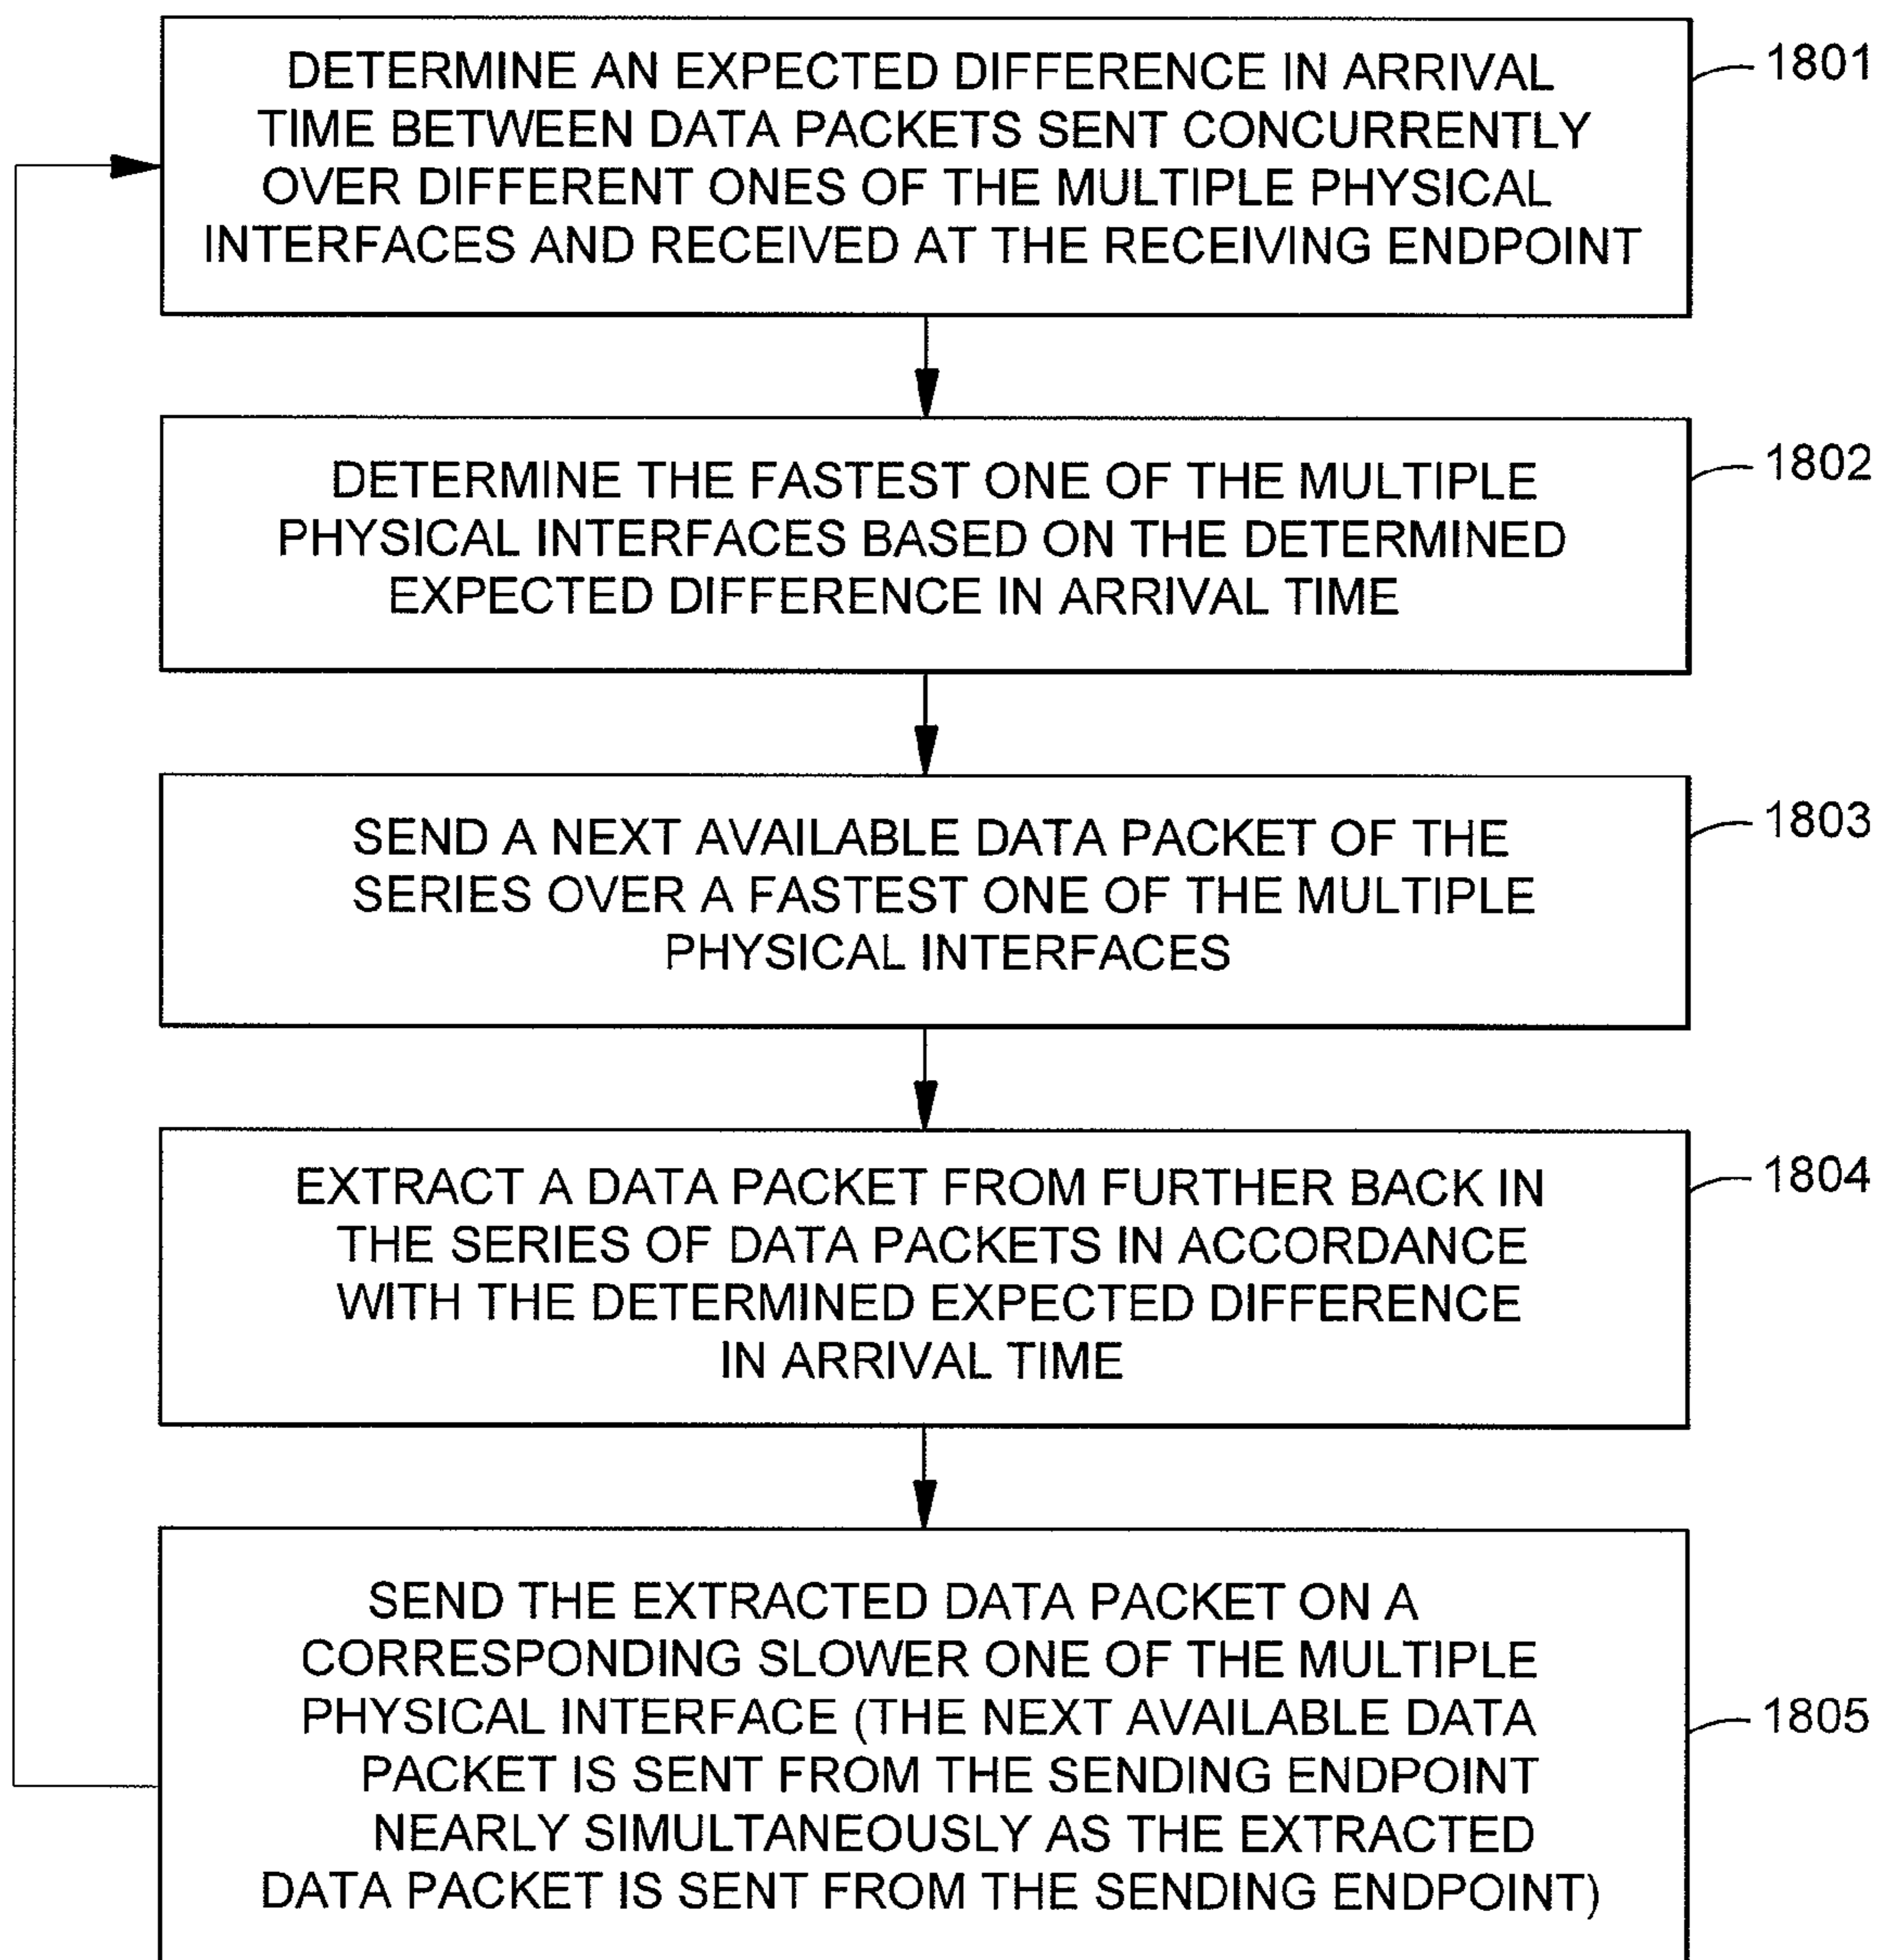 DETERMINE AN EXPECTED DIFFERENCE IN ARRIVAL
TIME BETWEEN DATA PACKETS SENT CONCURRENTLY
OVER DIFFERENT ONES OF THE MULTIPLE PHYSICAL
INTERFACES AND RECEIVED AT THE RECEIVING ENDPOINT
1801
DETERMINE THE FASTEST ONE OF THE MULTIPLE
PHYSICAL INTERFACES BASED ON THE DETERMINED
EXPECTED DIFFERENCE IN ARRIVAL TIME
1802
SEND A NEXT AVAILABLE DATA PACKET OF THE
SERIES OVER A FASTEST ONE OF THE MULTIPLE
PHYSICAL INTERFACES
1803
EXTRACT A DATA PACKET FROM FURTHER BACK IN
THE SERIES OF DATA PACKETS IN ACCORDANCE
WITH THE DETERMINED EXPECTED DIFFERENCE
IN ARRIVAL TIME
1804
SEND THE EXTRACTED DATA PACKET ON A
CORRESPONDING SLOWER ONE OF THE MULTIPLE
PHYSICAL INTERFACE (THE NEXT AVAILABLE DATA
PACKET IS SENT FROM THE SENDING ENDPOINT
NEARLY SIMULTANEOUSLY AS THE EXTRACTED
DATA PACKET IS SENT FROM THE SENDING ENDPOINT)
1805